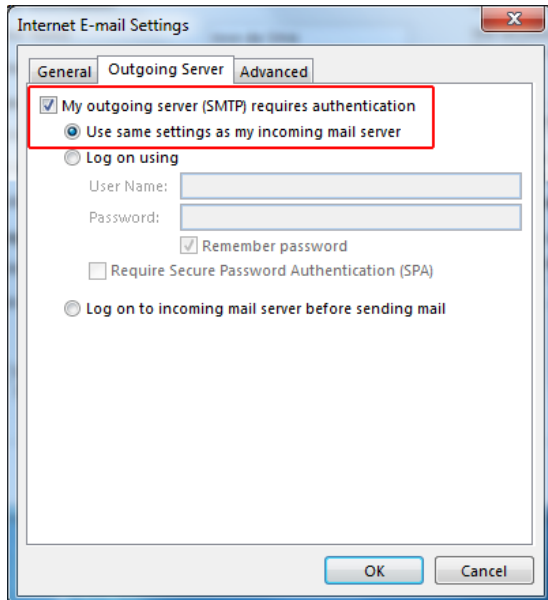 Internet E-mail Settings
General Outgoing Server Advanced
My outgoing server (SMTP) requires authentication
Use same settings as my incoming mail server
Log on using
User Name:
Password:
Remember password
Require Secure Password Authentication (SPA)
Log on to incoming mail server before sending mail
OK Cancel